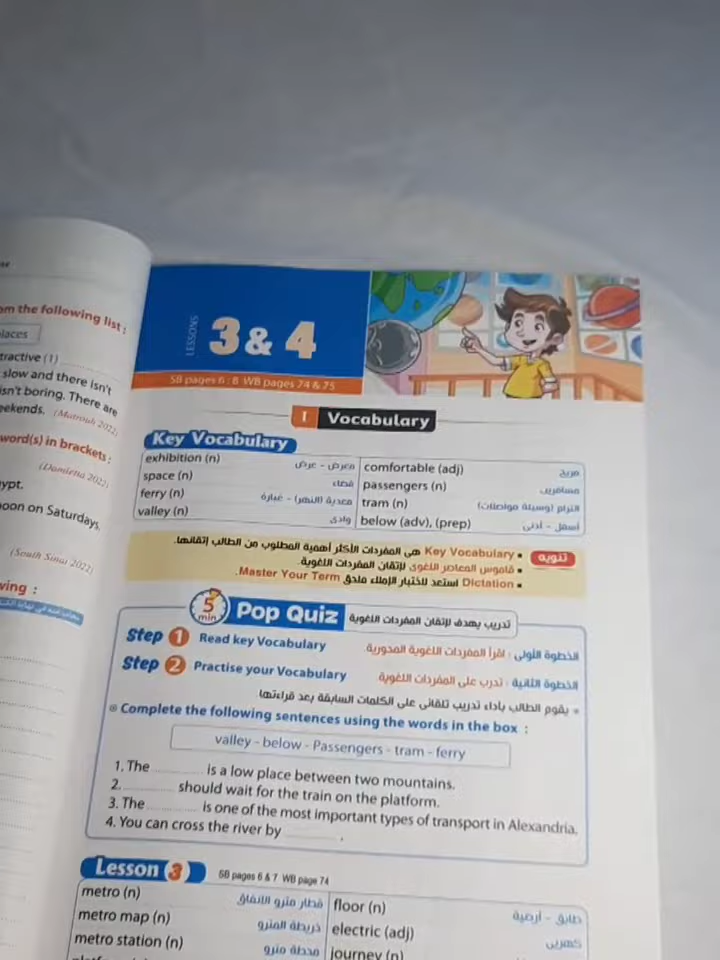 om the following list :
laces
tractive (1)
slow and there isn't
isn't boring. There are
eekends. (Matrouh 2022)
word(s) in brackets :
(Damietta 2022)
ypt.
noon on Saturdays,
(South Sinai 2022)
wing :
LESSONS 3 & 4
SB pages 6 : 8 WB pages 74 & 75
I Vocabulary
Key Vocabulary
exhibition (n) معرض - عرض
space (n) فضاء
ferry (n) معدية (النهر) - عبارة
valley (n) وادى
comfortable (adj) مريح
passengers (n) مسافرين
tram (n) الترام (وسيلة مواصلات)
below (adv), (prep) أسفل - أدنى
تنويه
• Key Vocabulary هى المفردات الأكثر أهمية المطلوب من الطالب إتقانها.
• قاموس المعاصر اللغوى لإتقان المفردات اللغوية.
• Dictation استعد لاختبار الإملاء ملحق Master Your Term.
5 min Pop Quiz تدريب يهدف لإتقان المفردات اللغوية
Step 1 Read key Vocabulary الخطوة الأولى : اقرأ المفردات اللغوية المحورية
Step 2 Practise your Vocabulary الخطوة الثانية : تدرب على المفردات اللغوية
* يقوم الطالب بأداء تدريب تلقائى على الكلمات السابقة بعد قراءتها
Complete the following sentences using the words in the box :
valley - below - Passengers - tram - ferry
1. The .......... is a low place between two mountains.
2. .......... should wait for the train on the platform.
3. The .......... is one of the most important types of transport in Alexandria.
4. You can cross the river by .......... .
Lesson 3 SB pages 6 & 7 WB page 74
metro (n) قطار مترو الأنفاق
metro map (n) خريطة المترو
metro station (n) محطة مترو
floor (n) طابق - أرضية
electric (adj) كهربى
journey (n)